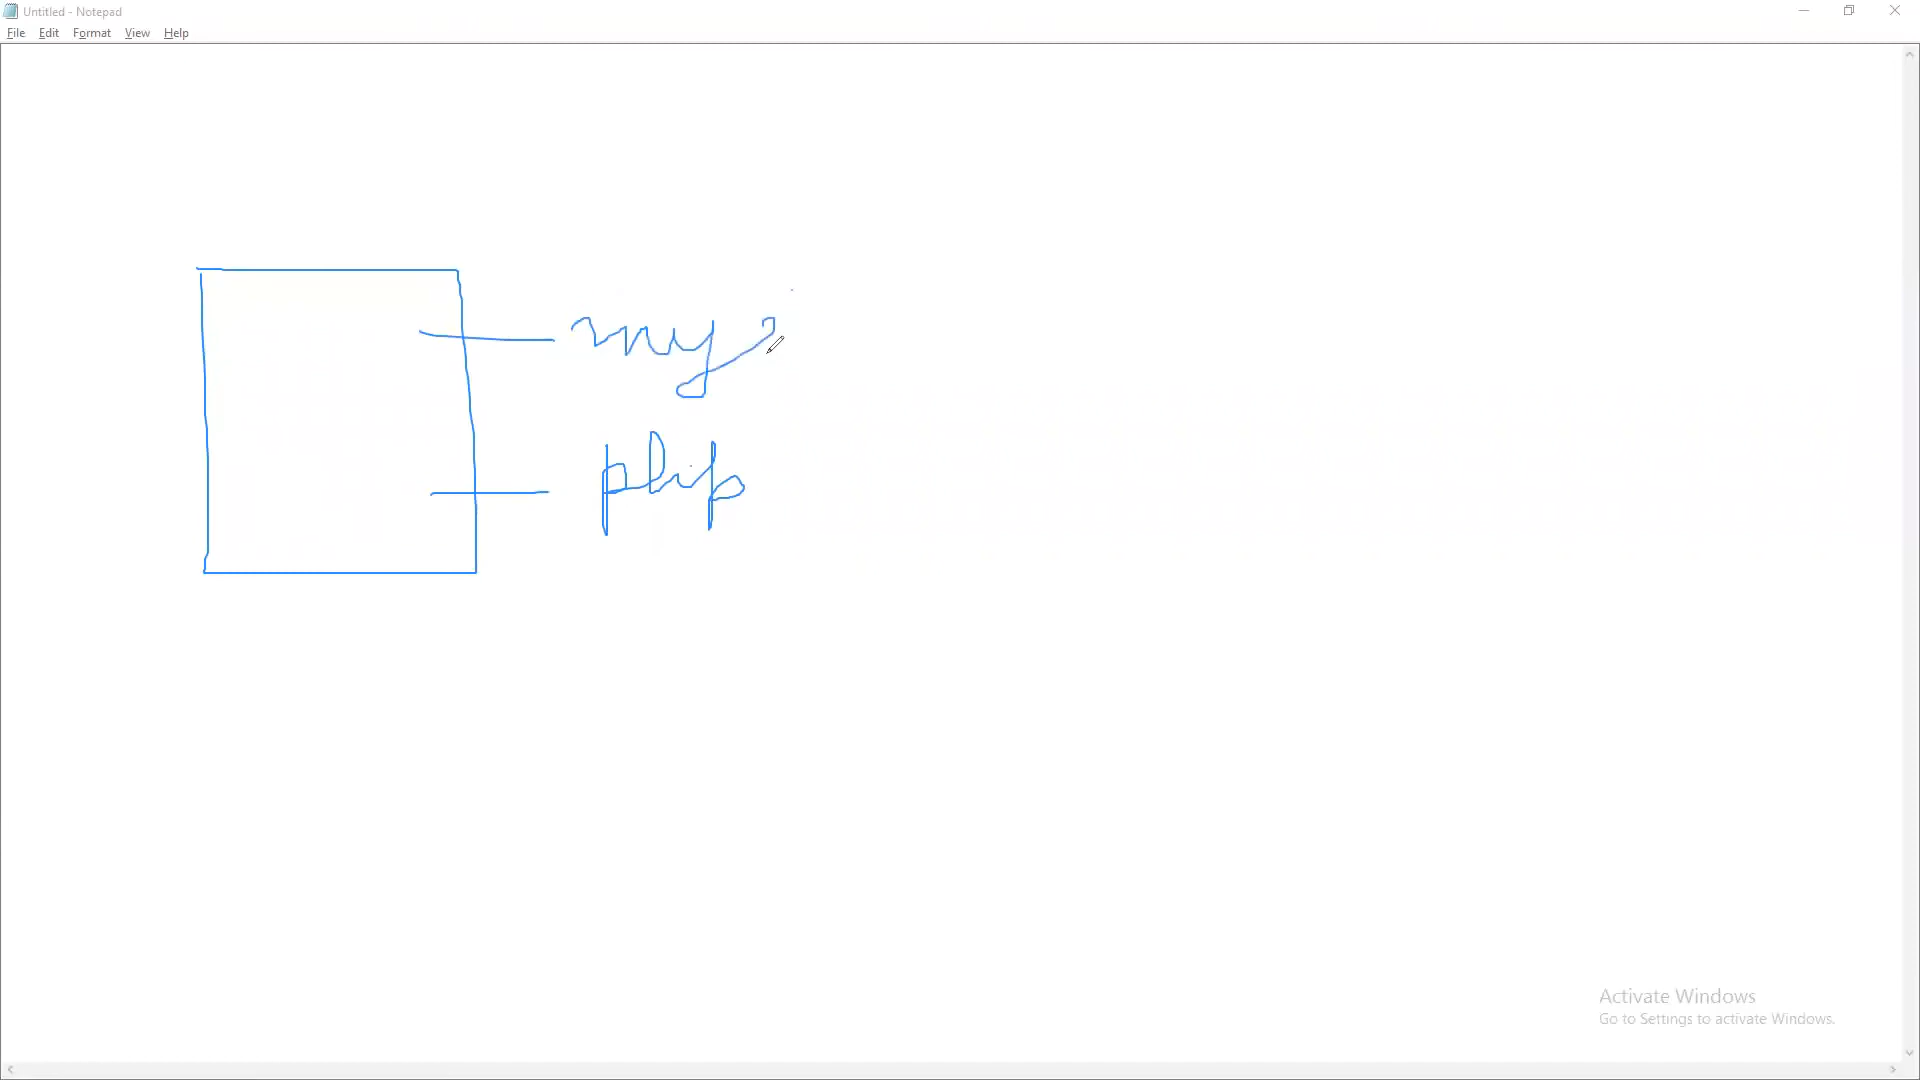 Untitled - Notepad
File Edit Format View Help
my
php
Activate Windows
Go to Settings to activate Windows.